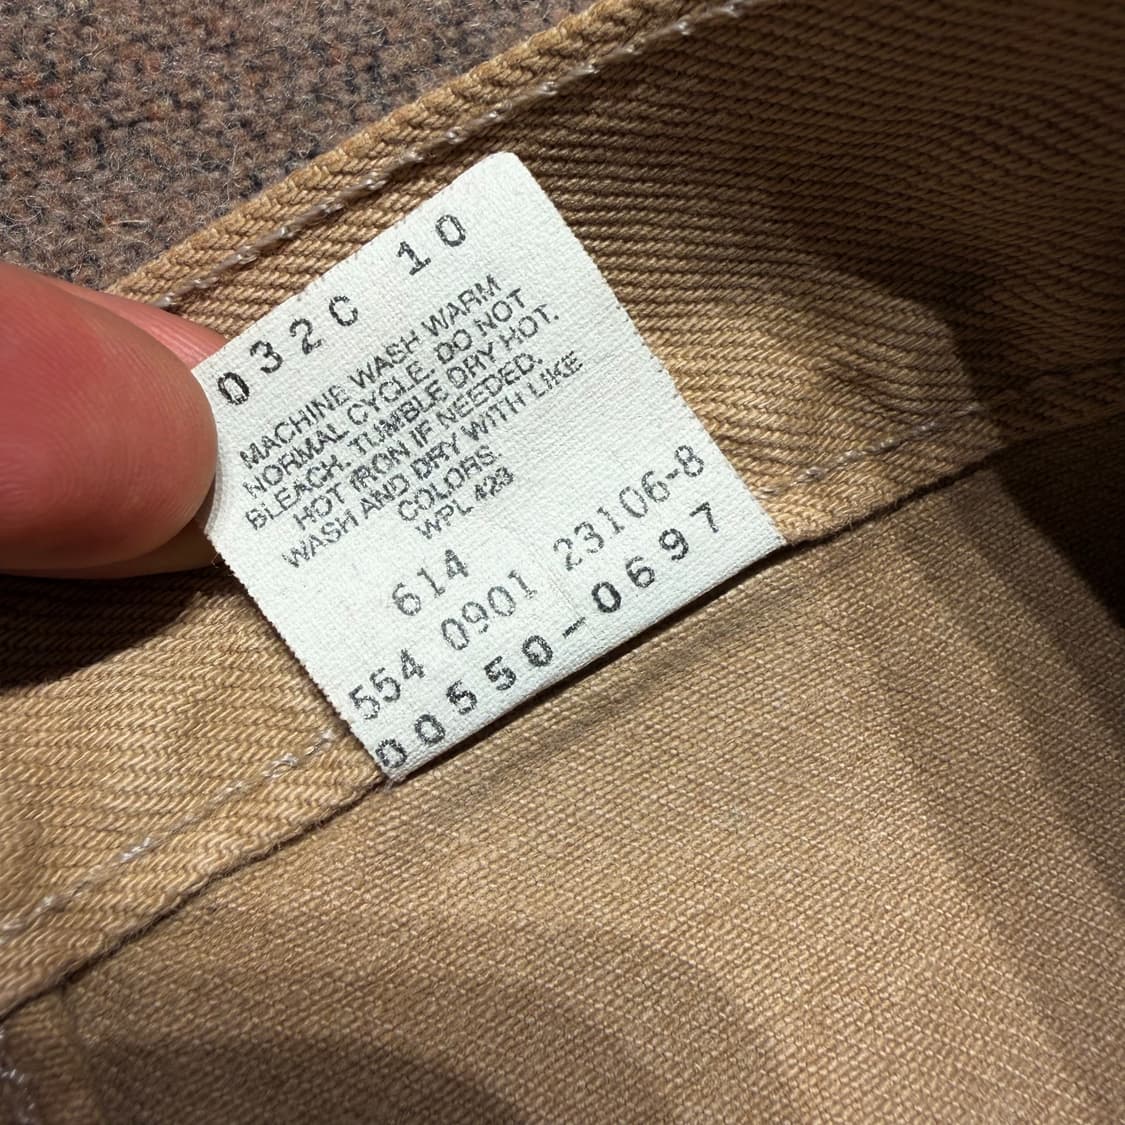 032C 10
MACHINE WASH WARM
NORMAL CYCLE. DO NOT
BLEACH. TUMBLE DRY HOT.
HOT IRON IF NEEDED.
WASH AND DRY WITH LIKE
COLORS.
WPL 423
614
554 0901 23106-8
00550-0697